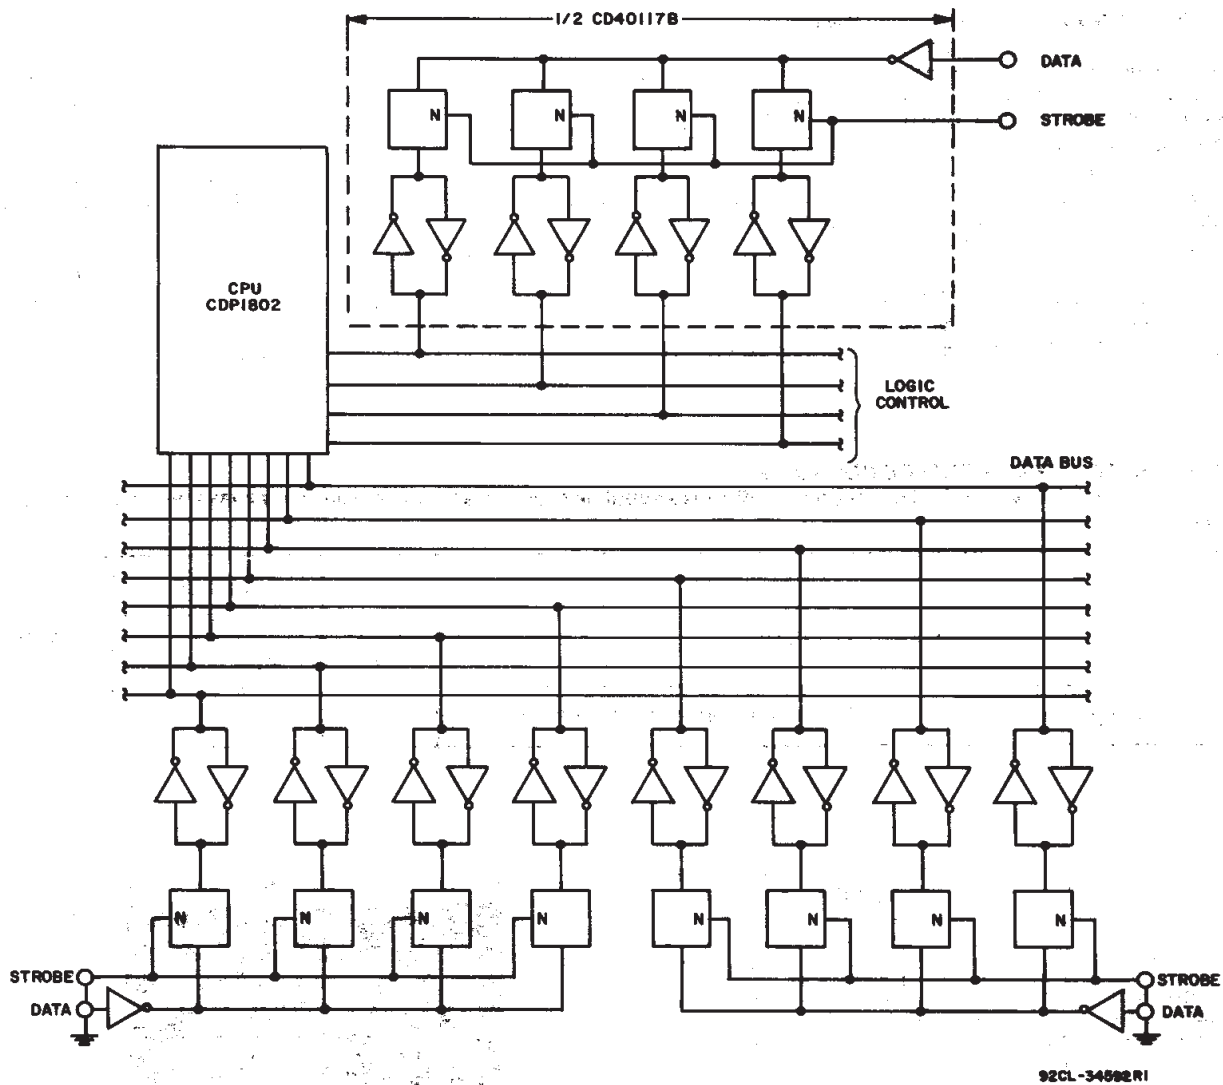 1/2 CD40117B
DATA
N N N N
STROBE
CPU
CDP1802
LOGIC
CONTROL
DATA BUS
N N N N N N N N
STROBE
STROBE
DATA
DATA
92CL-34592R1